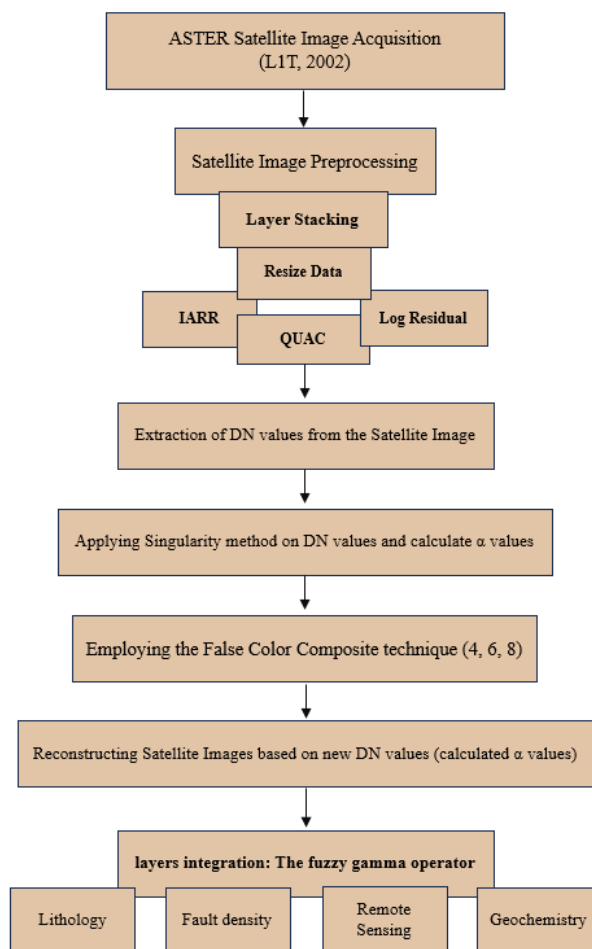 ASTER Satellite Image Acquisition
(L1T, 2002)
Satellite Image Preprocessing
Layer Stacking
Resize Data
IARR
Log Residual
QUAC
Extraction of DN values from the Satellite Image
Applying Singularity method on DN values and calculate α values
Employing the False Color Composite technique (4, 6, 8)
Reconstructing Satellite Images based on new DN values (calculated α values)
layers integration: The fuzzy gamma operator
Lithology
Fault density
Remote
Sensing
Geochemistry